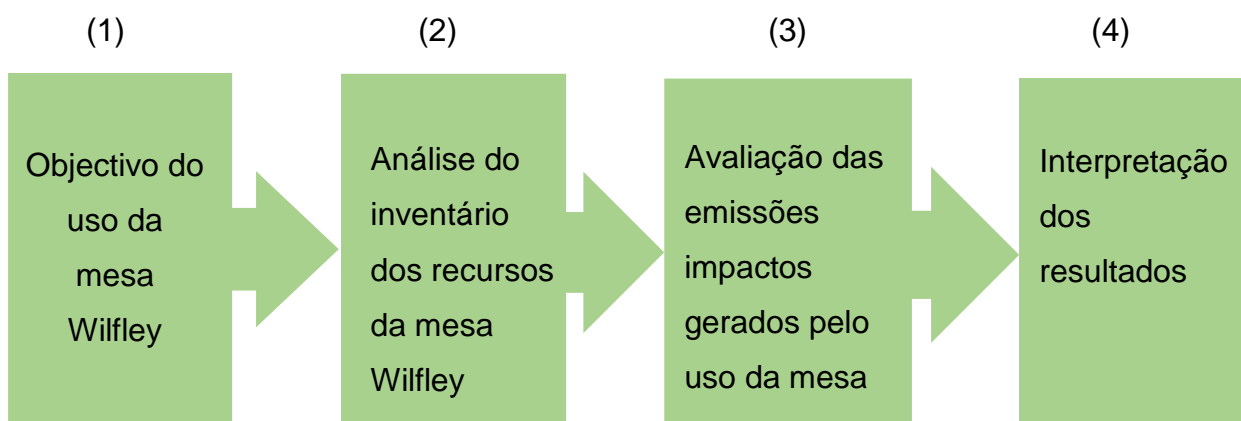 (1)
(2)
(3)
(4)
Objectivo do
uso da
mesa
Wilfley
Análise do
inventário
dos recursos
da mesa
Wilfley
Avaliação das
emissões
impactos
gerados pelo
uso da mesa
Interpretação
dos
resultados